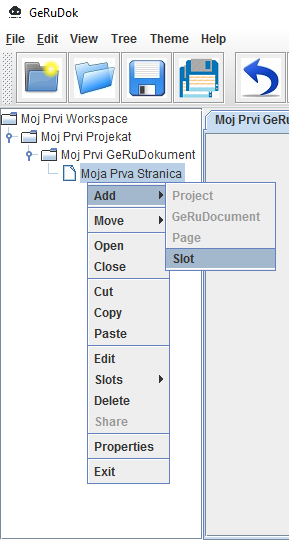 GeRuDok
File Edit View Tree Theme Help
Moj Prvi Workspace
Moj Prvi GeRu
Moj Prvi Projekat
Moj Prvi GeRuDokument
Moja Prva Stranica
Add
Project
Move
GeRuDocument
Page
Open
Slot
Close
Cut
Copy
Paste
Edit
Slots
Delete
Share
Properties
Exit